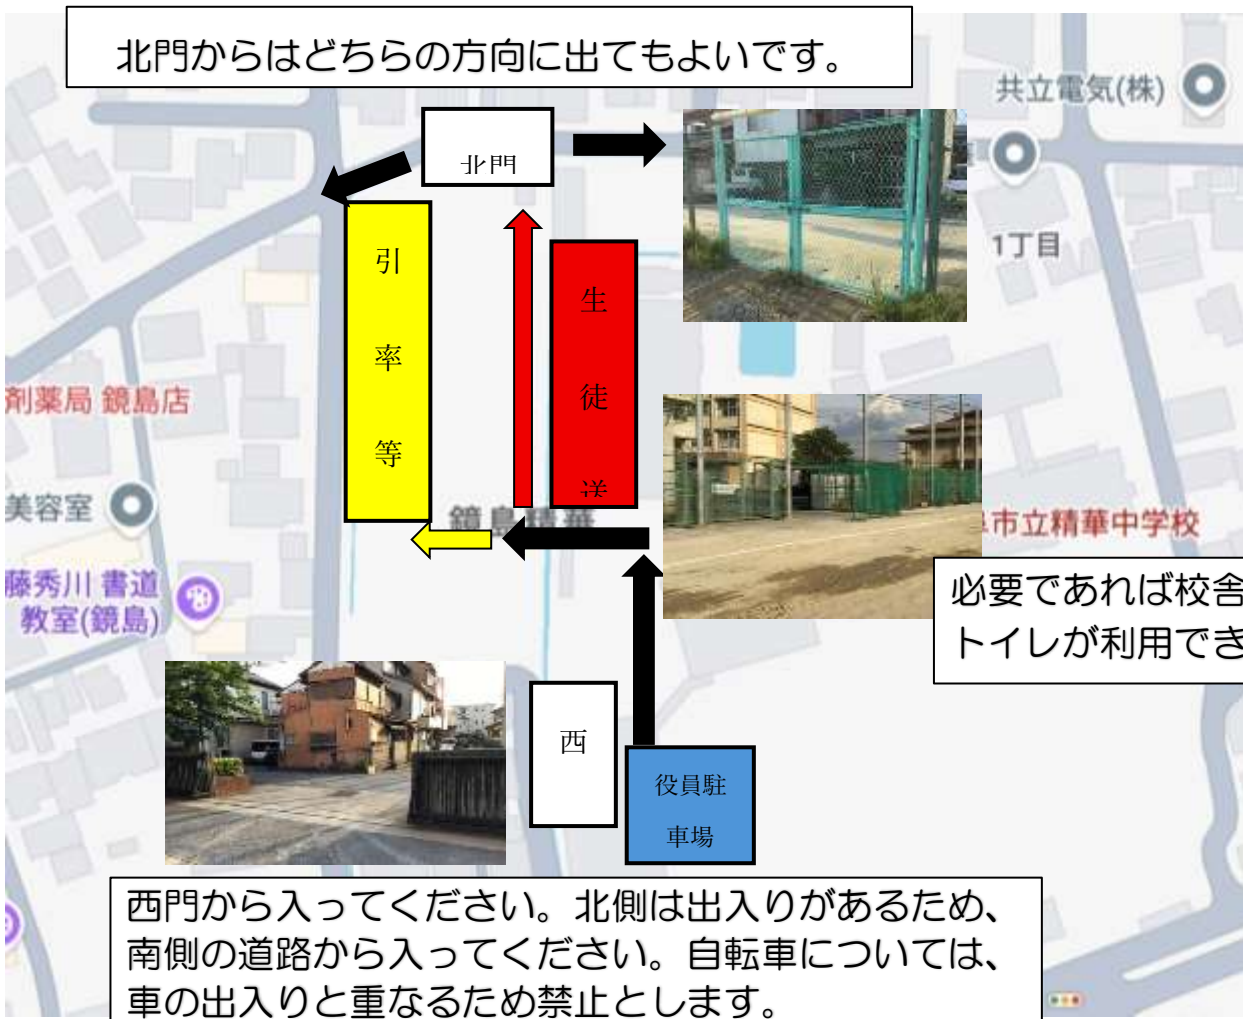 北門からはどちらの方向に出てもよいです。
共立電気(株)
北門
1丁目
引率等
生徒送
剤薬局 鏡島店
美容室
鏡島精華
市立精華中学校
藤秀川 書道
教室(鏡島)
必要であれば校舎
トイレが利用でき
西
役員駐
車場
西門から入ってください。北側は出入りがあるため、
南側の道路から入ってください。自転車については、
車の出入りと重なるため禁止とします。